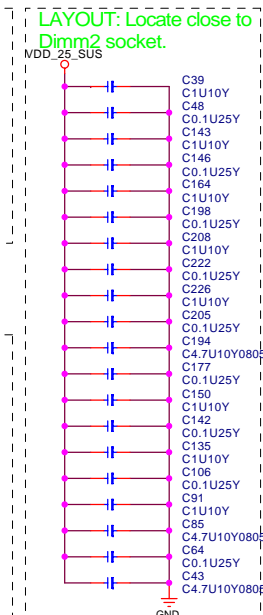 LAYOUT: Locate close to
Dimm2 socket.
VDD_25_SUS
C39
C1U10Y
C48
C0.1U25Y
C143
C1U10Y
C146
C0.1U25Y
C164
C1U10Y
C198
C0.1U25Y
C208
C1U10Y
C222
C0.1U25Y
C226
C1U10Y
C205
C0.1U25Y
C194
C4.7U10Y0805
C177
C0.1U25Y
C150
C1U10Y
C142
C0.1U25Y
C135
C1U10Y
C106
C0.1U25Y
C91
C1U10Y
C85
C4.7U10Y0805
C64
C0.1U25Y
C43
C4.7U10Y0805
GND